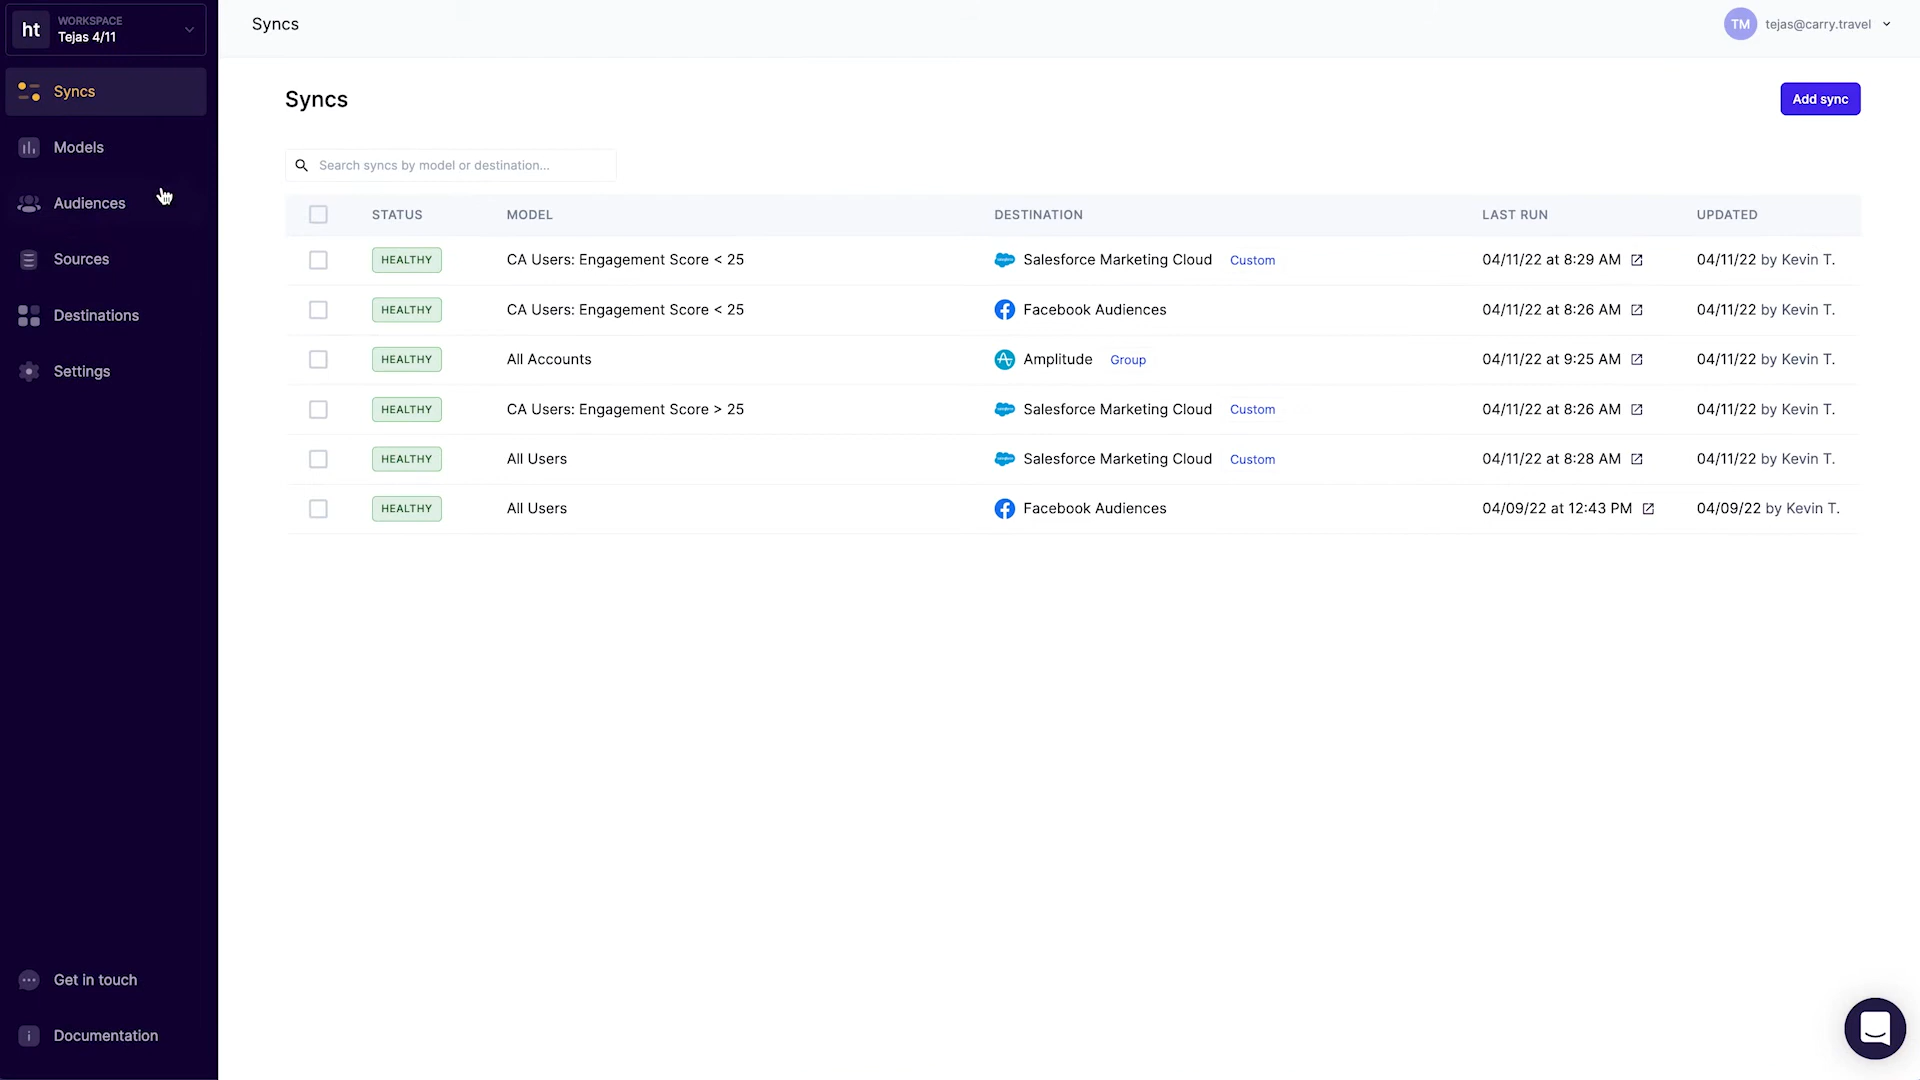 ht
WORKSPACE
Tejas 4/11
Syncs
Models
Audiences
Sources
Destinations
Settings
Get in touch
Documentation
Syncs
TM tejas@carry.travel
Syncs
Add sync
Search syncs by model or destination...
STATUS MODEL DESTINATION LAST RUN UPDATED
HEALTHY CA Users: Engagement Score < 25 Salesforce Marketing Cloud Custom 04/11/22 at 8:29 AM 04/11/22 by Kevin T.
HEALTHY CA Users: Engagement Score < 25 Facebook Audiences 04/11/22 at 8:26 AM 04/11/22 by Kevin T.
HEALTHY All Accounts Amplitude Group 04/11/22 at 9:25 AM 04/11/22 by Kevin T.
HEALTHY CA Users: Engagement Score > 25 Salesforce Marketing Cloud Custom 04/11/22 at 8:26 AM 04/11/22 by Kevin T.
HEALTHY All Users Salesforce Marketing Cloud Custom 04/11/22 at 8:28 AM 04/11/22 by Kevin T.
HEALTHY All Users Facebook Audiences 04/09/22 at 12:43 PM 04/09/22 by Kevin T.